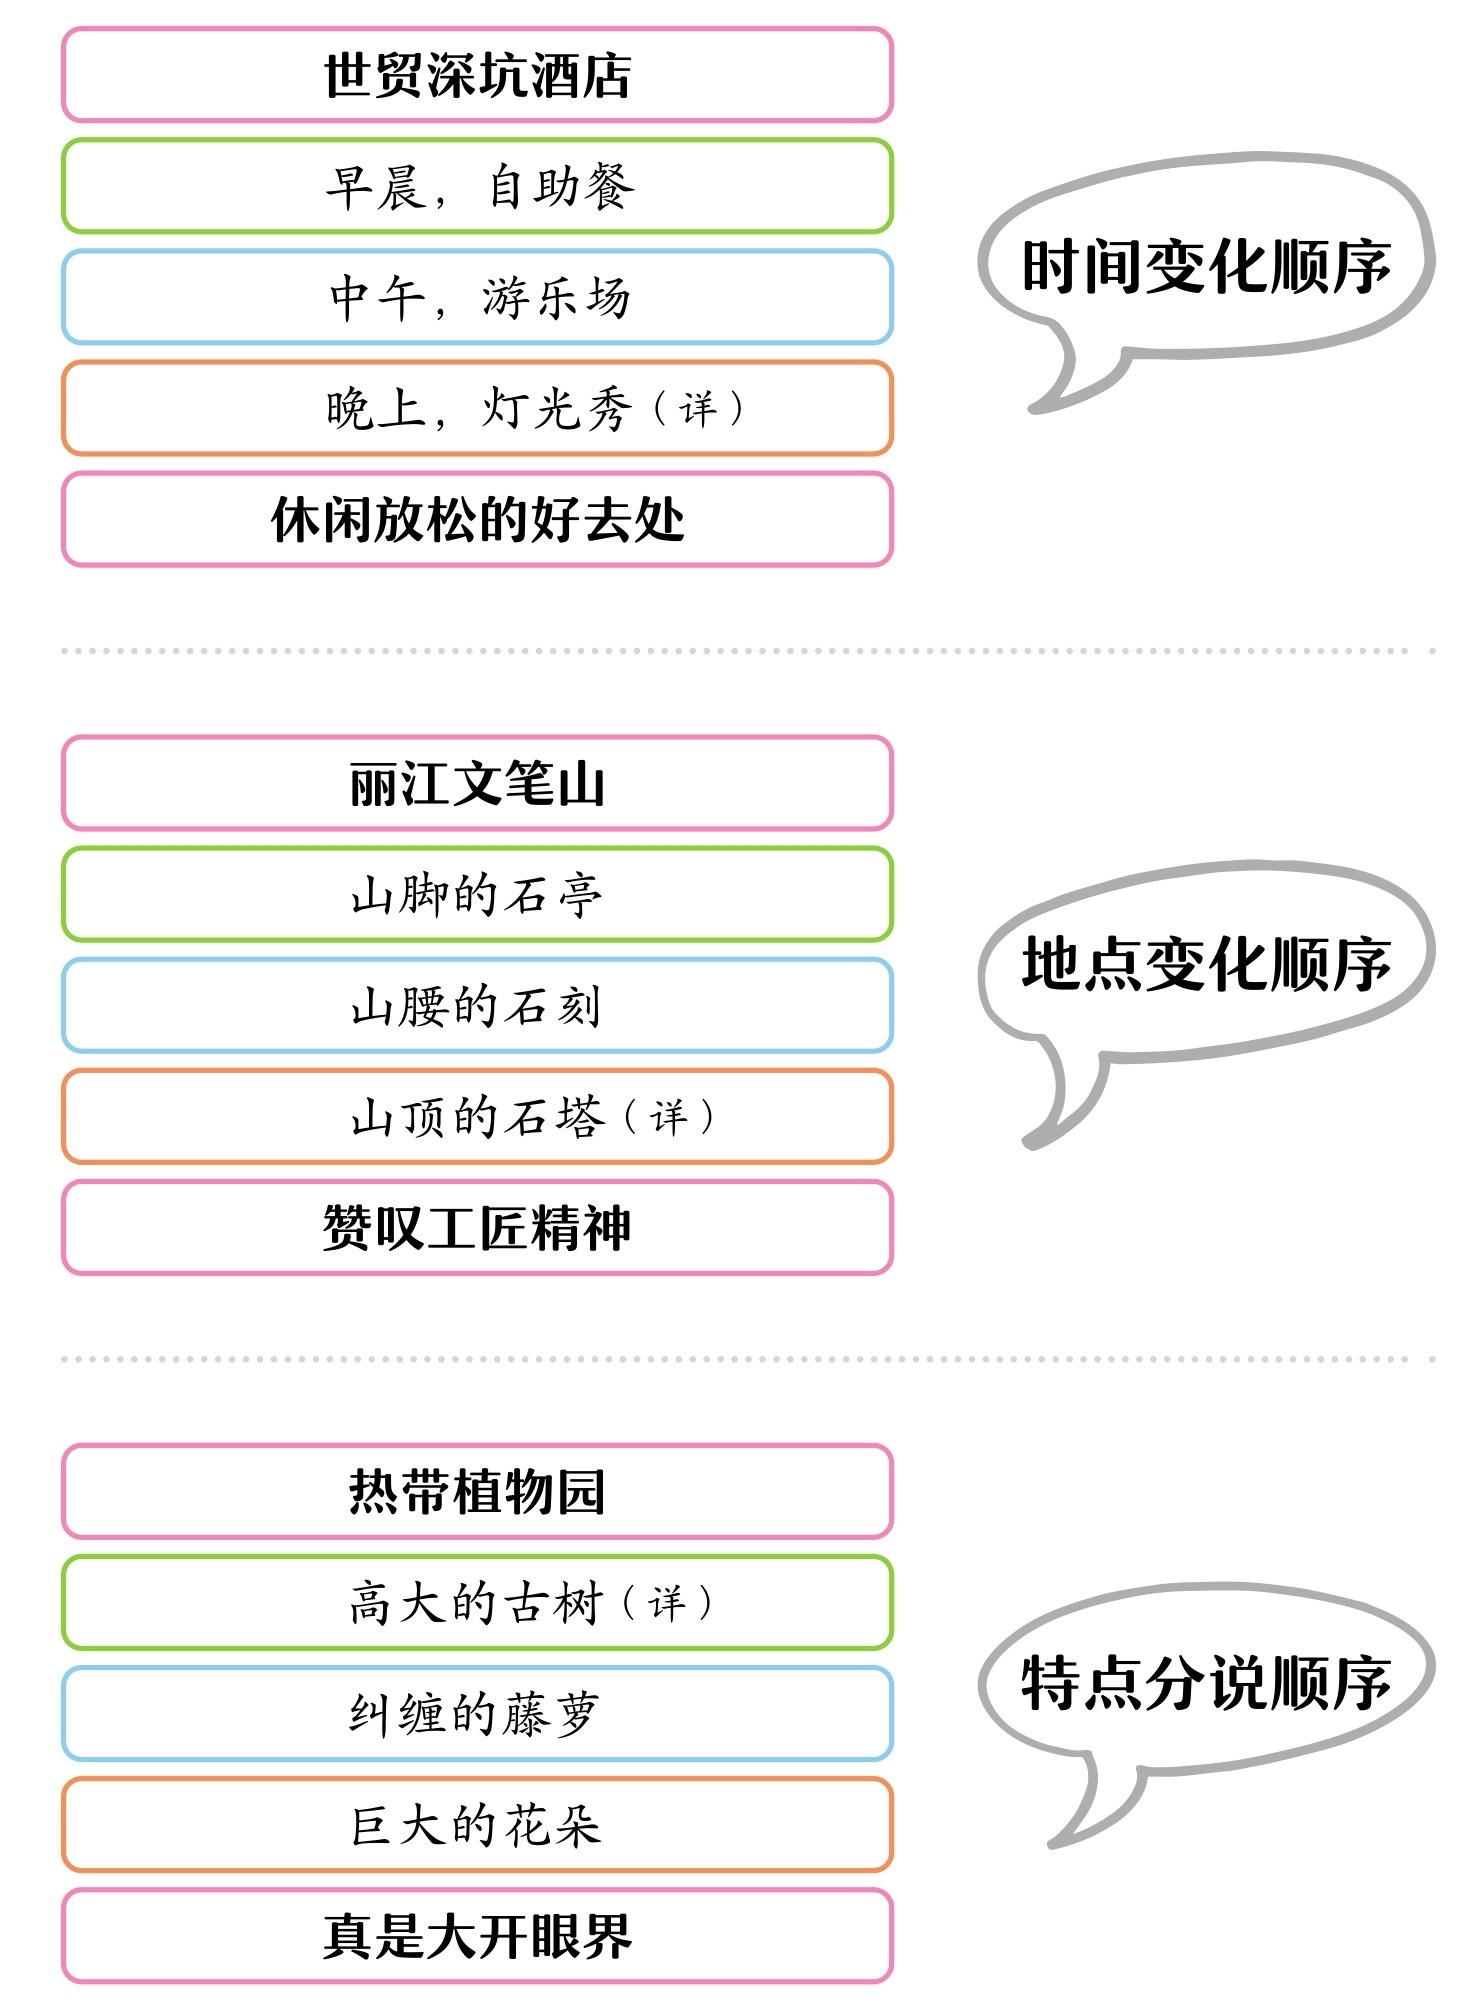 世贸深坑酒店
早晨，自助餐
中午，游乐场
晚上，灯光秀（详）
休闲放松的好去处
时间变化顺序
丽江文笔山
山脚的石亭
山腰的石刻
山顶的石塔（详）
赞叹工匠精神
地点变化顺序
热带植物园
高大的古树（详）
纠缠的藤萝
巨大的花朵
真是大开眼界
特点分说顺序